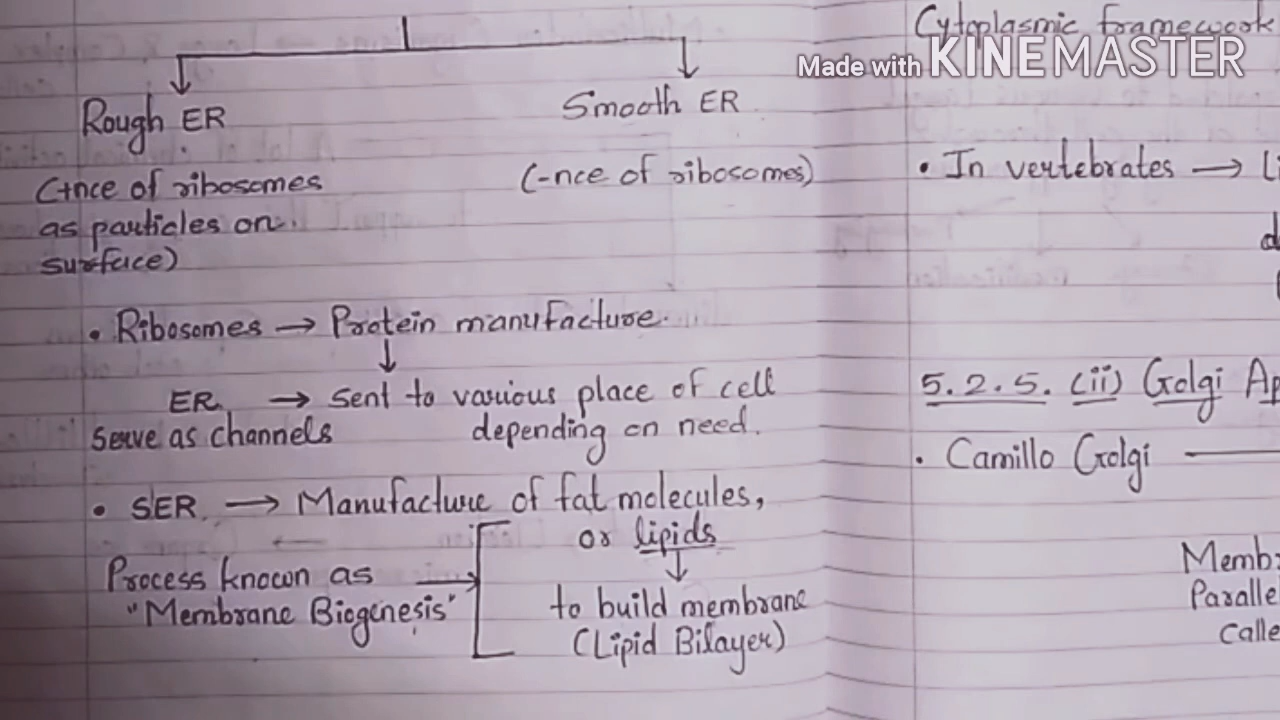 Rough ER
Smooth ER
(+nce of ribosomes
as particles on
surface)
(-nce of ribosomes)
• Ribosomes → Protein manufacture.
↓
ER → sent to various place of cell
serve as channels depending on need.
• SER → Manufacture of fat molecules,
or lipids
↓
Process known as →
"Membrane Biogenesis"
to build membrane
(Lipid Bilayer)
Cytoplasmic framework
Made with KINEMASTER
• In vertebrates →
5.2.5. (ii) Golgi Ap
• Camillo Golgi
Memb
Paralle
Calle